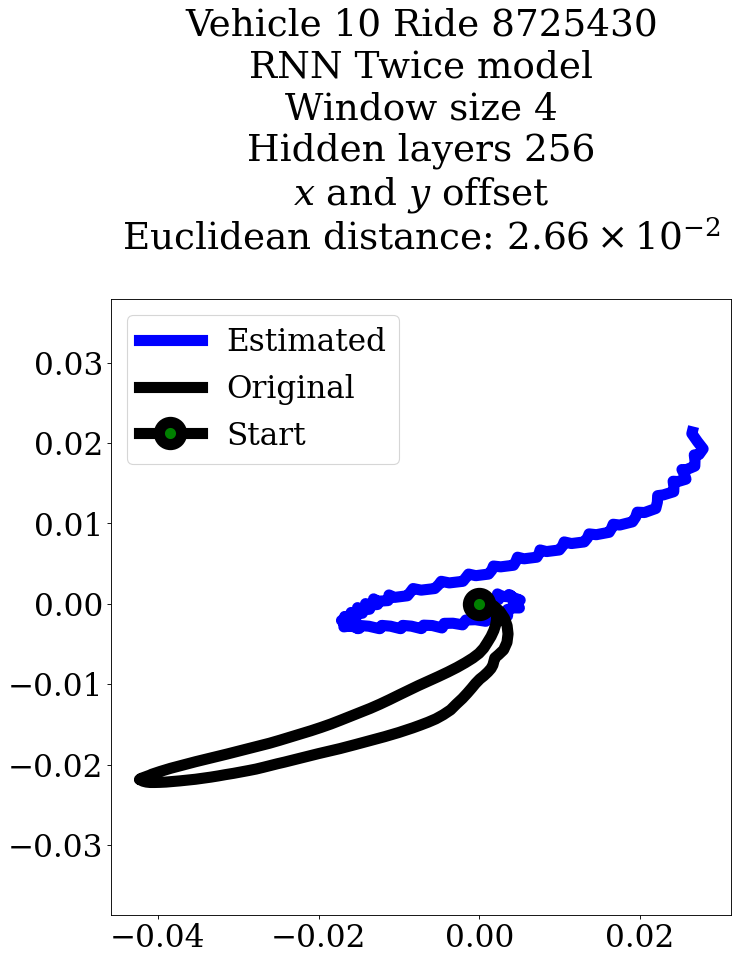 Vehicle 10 Ride 8725430
RNN Twice model
Window size 4
Hidden layers 256
x and y offset
Euclidean distance: 2.66 × 10⁻²
Estimated
Original
Start
0.03
0.02
0.01
0.00
−0.01
−0.02
−0.03
−0.04 −0.02 0.00 0.02